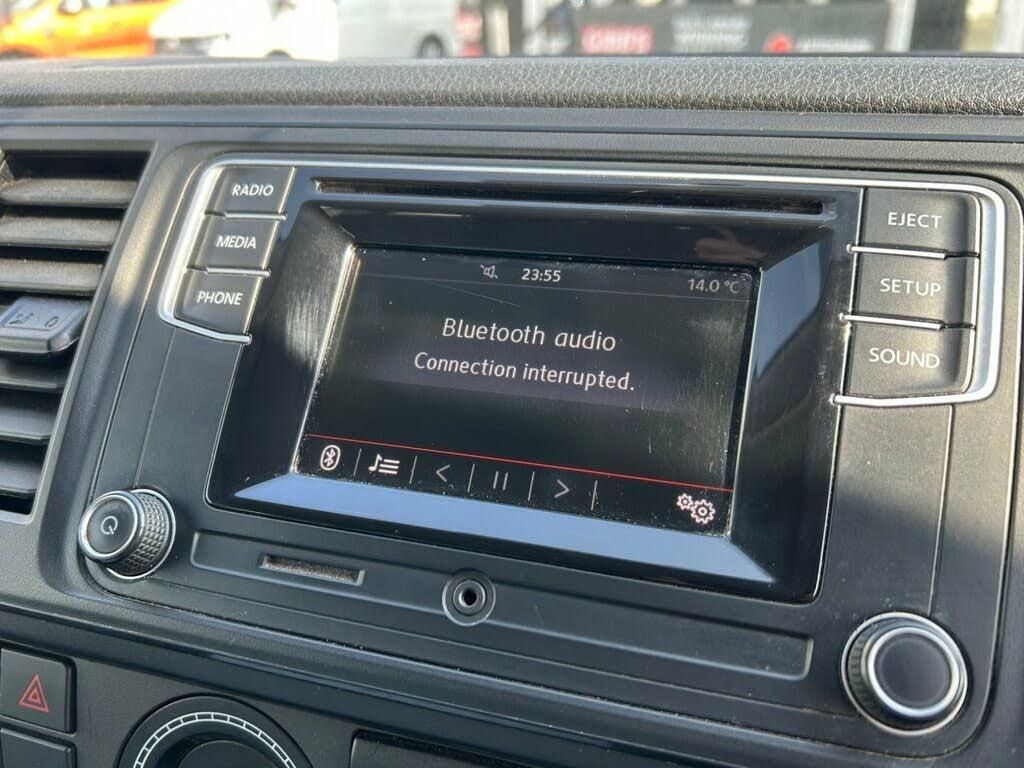 RADIO
MEDIA
PHONE
23:55
14.0 °C
Bluetooth audio
Connection interrupted.
EJECT
SETUP
SOUND